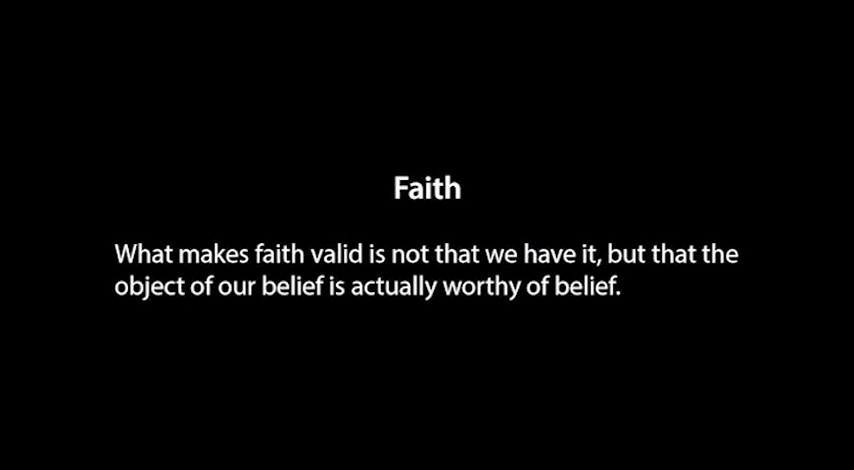 Faith
What makes faith valid is not that we have it, but that the
object of our belief is actually worthy of belief.